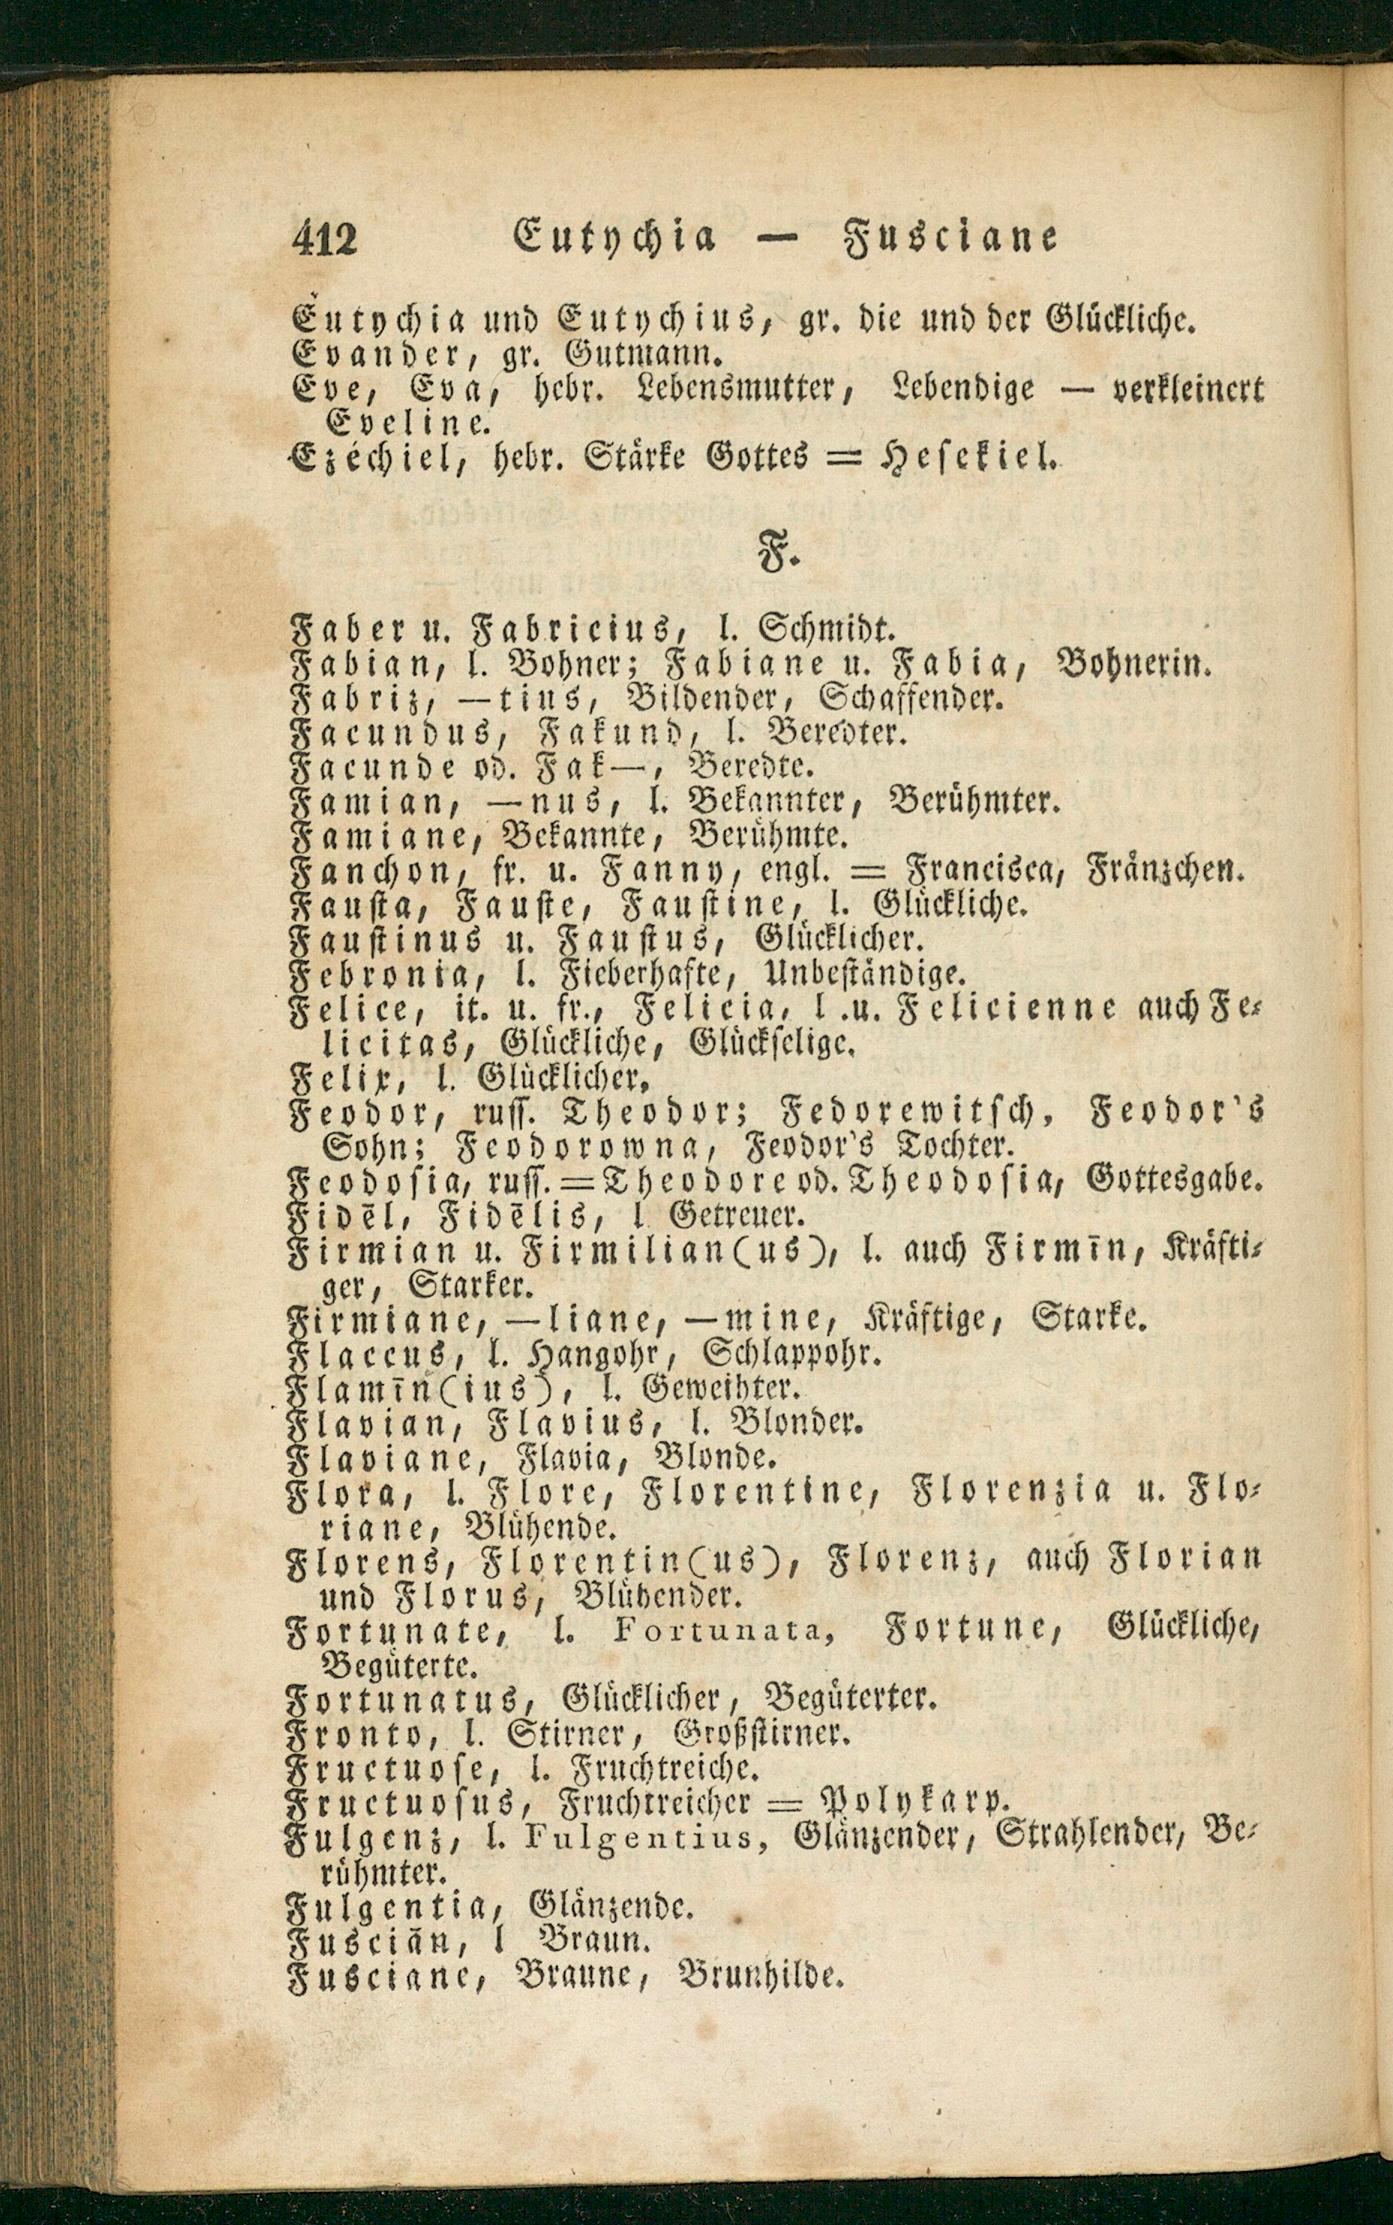 412 Eutychia — Fusciane
Eutychia und Eutychius, gr. die und der Glückliche.
Evander, gr. Gutmann.
Eve, Eva, hebr. Lebensmutter, Lebendige — verkleinert
Eveline.
Ezéchiel, hebr. Stärke Gottes = Hesekiel.
F.
Faber u. Fabricius, l. Schmidt.
Fabian, l. Bohner; Fabiane u. Fabia, Bohnerin.
Fabriz, —tius, Bildender, Schaffender.
Facundus, Fakund, l. Beredter.
Facunde od. Fak—, Beredte.
Famian, —nus, l. Bekannter, Berühmter.
Famiane, Bekannte, Berühmte.
Fanchon, fr. u. Fanny, engl. = Francisca, Fränzchen.
Fausta, Fauste, Faustine, l. Glückliche.
Faustinus u. Faustus, Glücklicher.
Febronia, l. Fieberhafte, Unbeständige.
Felice, it. u. fr., Felicia, l .u. Felicienne auch Fe-
licitas, Glückliche, Glückselige.
Felix, l. Glücklicher.
Feodor, russ. Theodor; Fedorewitsch, Feodor's
Sohn; Feodorowna, Feodor's Tochter.
Feodosia, russ. = Theodore od. Theodosia, Gottesgabe.
Fidēl, Fidēlis, l Getreuer.
Firmian u. Firmilian(us), l. auch Firmīn, Kräfti-
ger, Starker.
Firmiane, —liane, —mine, Kräftige, Starke.
Flaccus, l. Hangohr, Schlappohr.
Flamīn(ius), l. Geweihter.
Flavian, Flavius, l. Blonder.
Flaviane, Flavia, Blonde.
Flora, l. Flore, Florentine, Florenzia u. Flo-
riane, Blühende.
Florens, Florentin(us), Florenz, auch Florian
und Florus, Blühender.
Fortunate, l. Fortunata, Fortune, Glückliche,
Begüterte.
Fortunatus, Glücklicher, Begüterter.
Fronto, l. Stirner, Großstirner.
Fructuose, l. Fruchtreiche.
Fructuosus, Fruchtreicher = Polykarp.
Fulgenz, l. Fulgentius, Glänzender, Strahlender, Be-
rühmter.
Fulgentia, Glänzende.
Fusciān, l Braun.
Fusciane, Braune, Brunhilde.